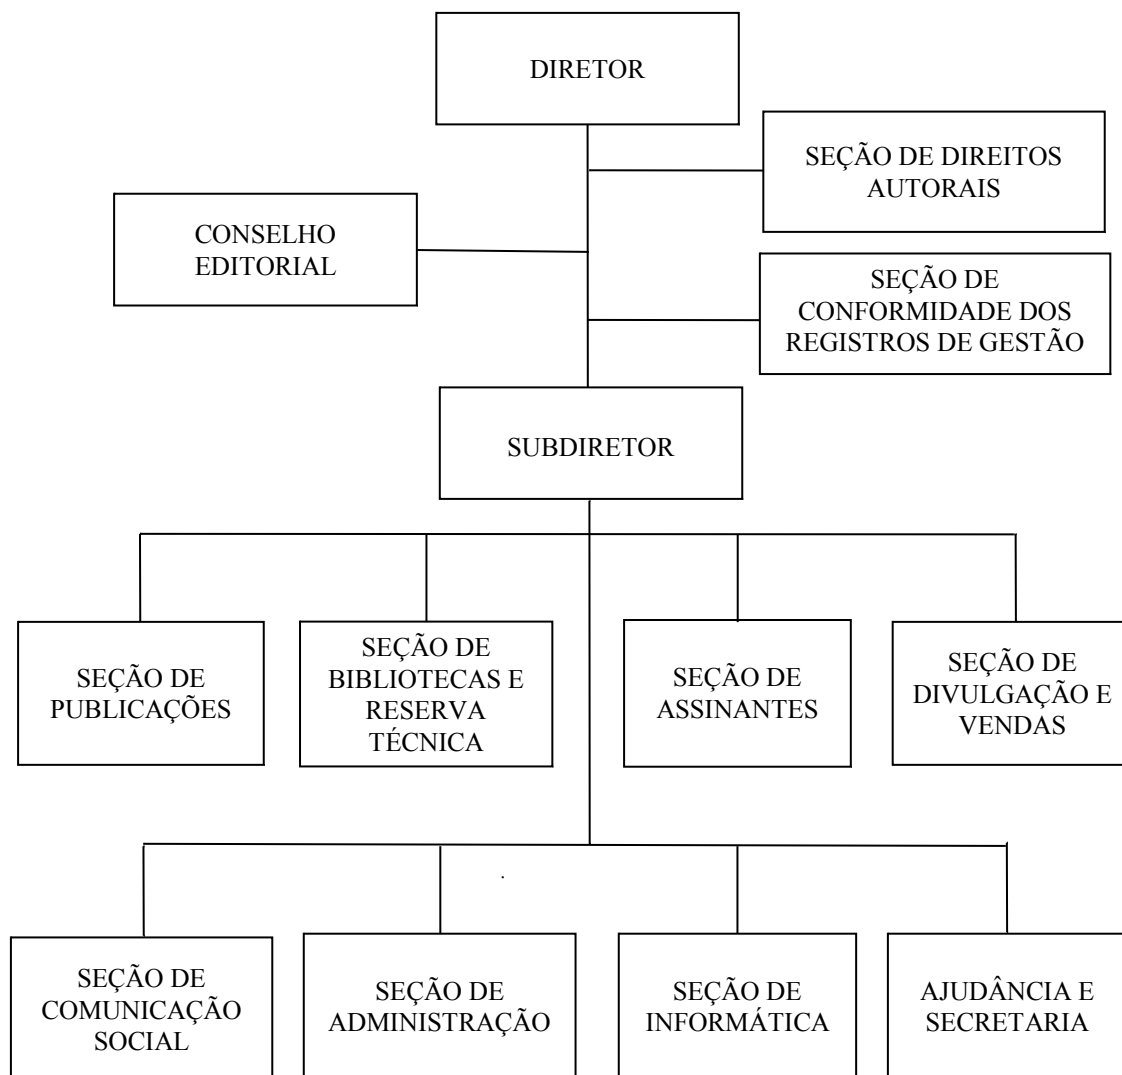 DIRETOR
SEÇÃO DE DIREITOS
AUTORAIS
CONSELHO
EDITORIAL
SEÇÃO DE
CONFORMIDADE DOS
REGISTROS DE GESTÃO
SUBDIRETOR
SEÇÃO DE
PUBLICAÇÕES
SEÇÃO DE
BIBLIOTECAS E
RESERVA
TÉCNICA
SEÇÃO DE
ASSINANTES
SEÇÃO DE
DIVULGAÇÃO E
VENDAS
SEÇÃO DE
COMUNICAÇÃO
SOCIAL
SEÇÃO DE
ADMINISTRAÇÃO
SEÇÃO DE
INFORMÁTICA
AJUDÂNCIA E
SECRETARIA